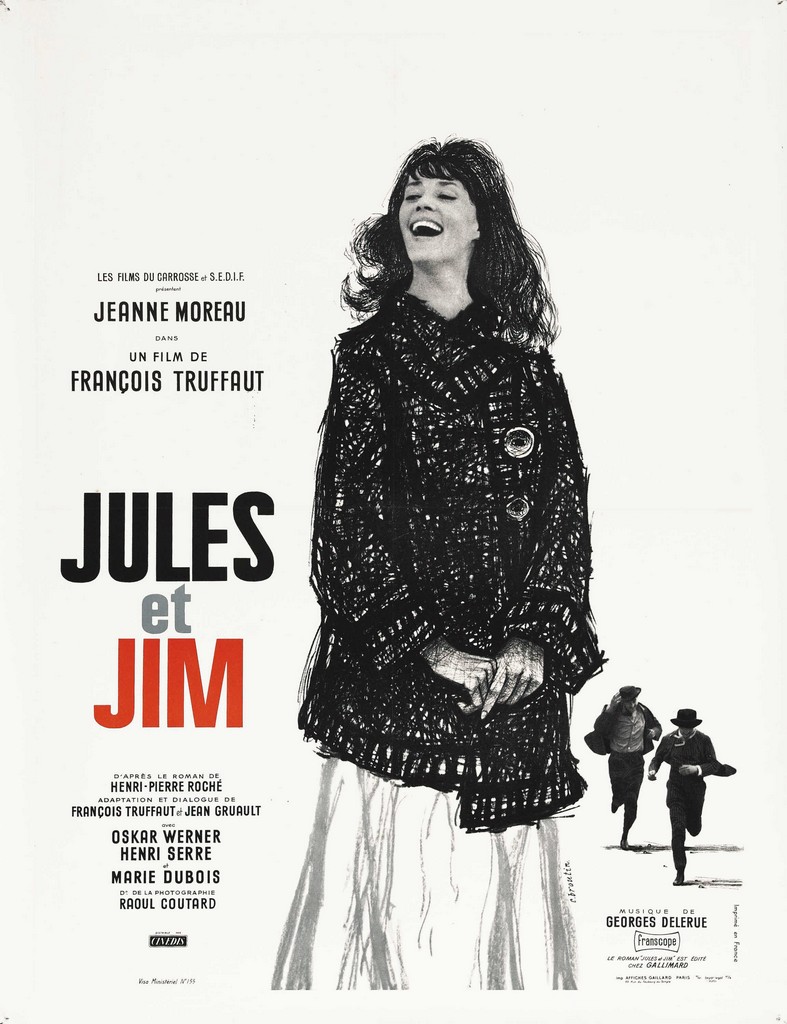 LES FILMS DU CARROSSE et S.E.D.I.F.
présentent
JEANNE MOREAU
DANS
UN FILM DE
FRANÇOIS TRUFFAUT
JULES
et
JIM
D'APRÈS LE ROMAN DE
HENRI-PIERRE ROCHÉ
ADAPTATION ET DIALOGUE DE
FRANÇOIS TRUFFAUT et JEAN GRUAULT
avec
OSKAR WERNER
HENRI SERRE
et
MARIE DUBOIS
Dr DE LA PHOTOGRAPHIE
RAOUL COUTARD
CINEDIS
Visa Ministériel N°
broutin
MUSIQUE DE
GEORGES DELERUE
Franscope
LE ROMAN "JULES et JIM" EST ÉDITÉ
CHEZ GALLIMARD
AFFICHES GAILLARD PARIS
Imprimé en France